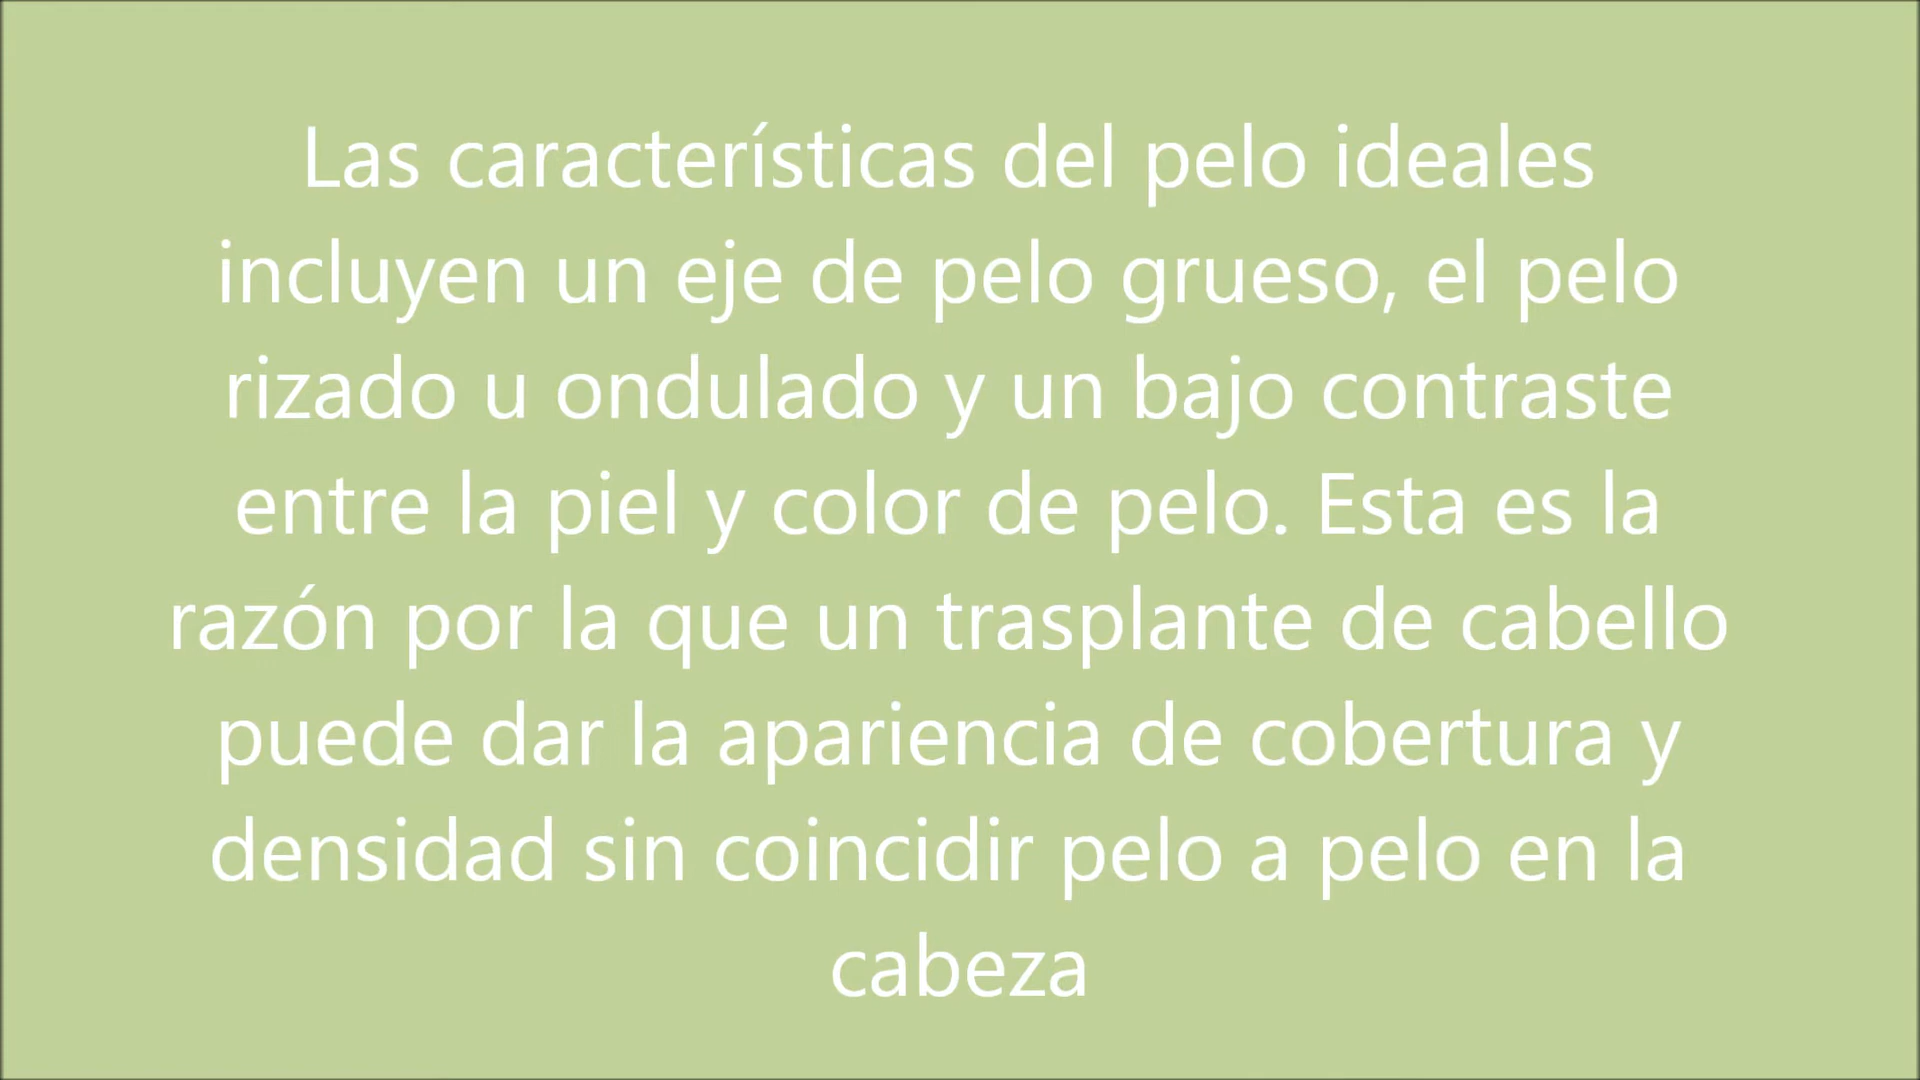 Las características del pelo ideales
incluyen un eje de pelo grueso, el pelo
rizado u ondulado y un bajo contraste
entre la piel y color de pelo. Esta es la
razón por la que un trasplante de cabello
puede dar la apariencia de cobertura y
densidad sin coincidir pelo a pelo en la
cabeza